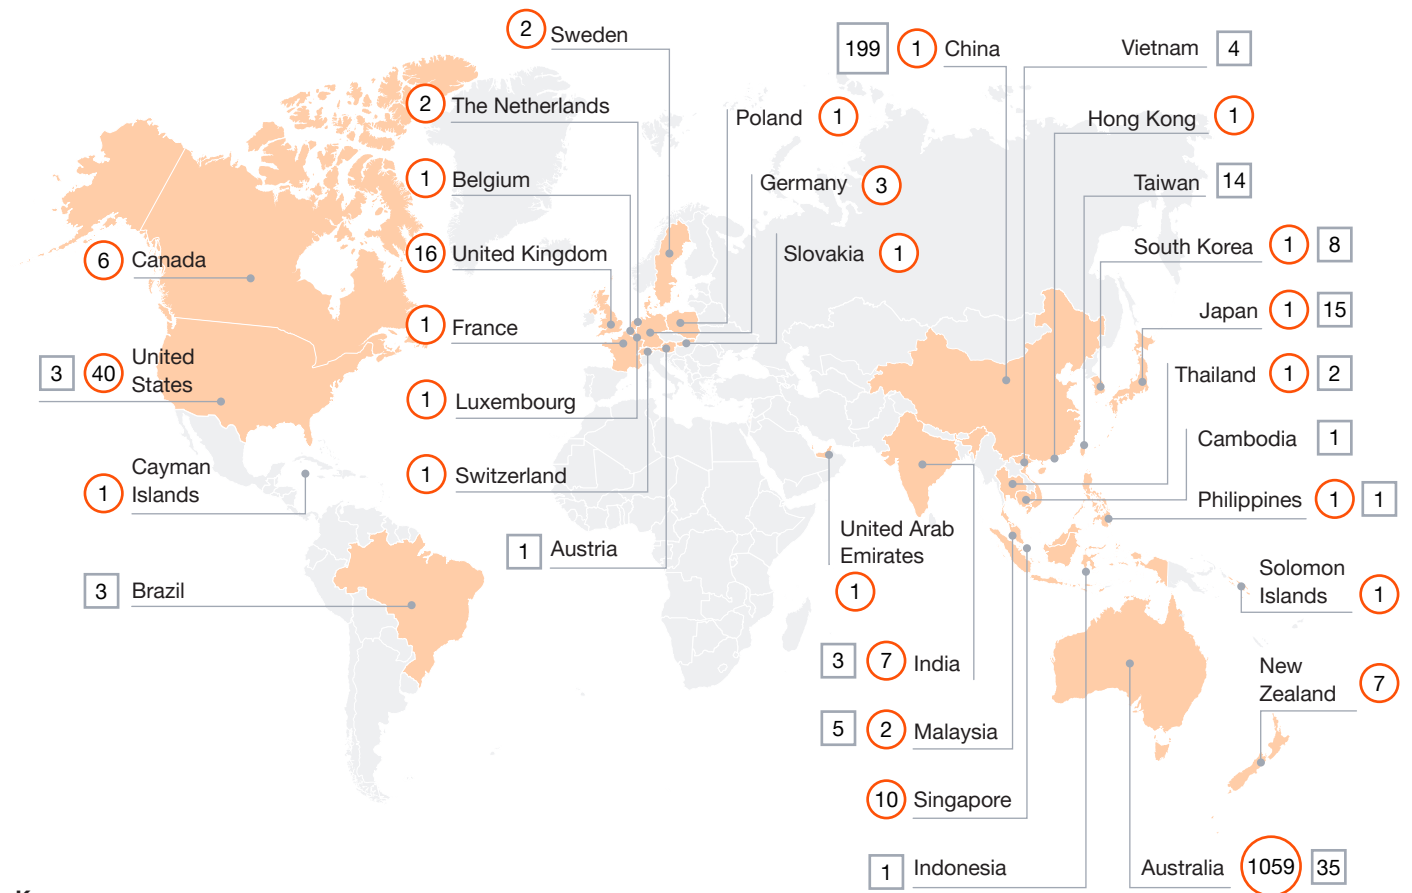 2 Sweden
199 1 China
Vietnam 4
2 The Netherlands
Poland 1
Hong Kong 1
1 Belgium
Germany 3
Taiwan 14
16 United Kingdom
Slovakia 1
South Korea 1 8
6 Canada
1 France
Japan 1 15
3 40 United
States
Thailand 1 2
1 Luxembourg
Cambodia 1
1 Cayman
Islands
1 Switzerland
Philippines 1 1
United Arab
Emirates
1
1 Austria
Solomon
Islands 1
3 Brazil
3 7 India
New
Zealand 7
5 2 Malaysia
10 Singapore
1 Indonesia
Australia 1059 35